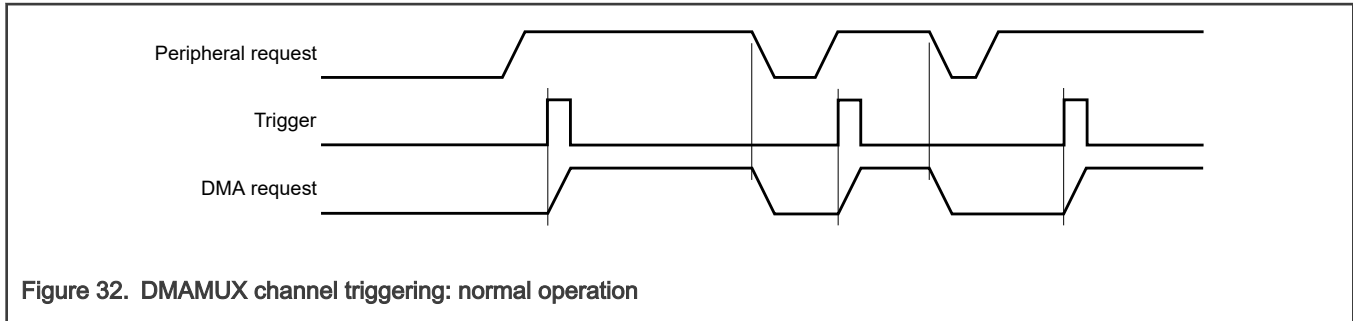 Peripheral request
Trigger
DMA request
Figure 32. DMAMUX channel triggering: normal operation